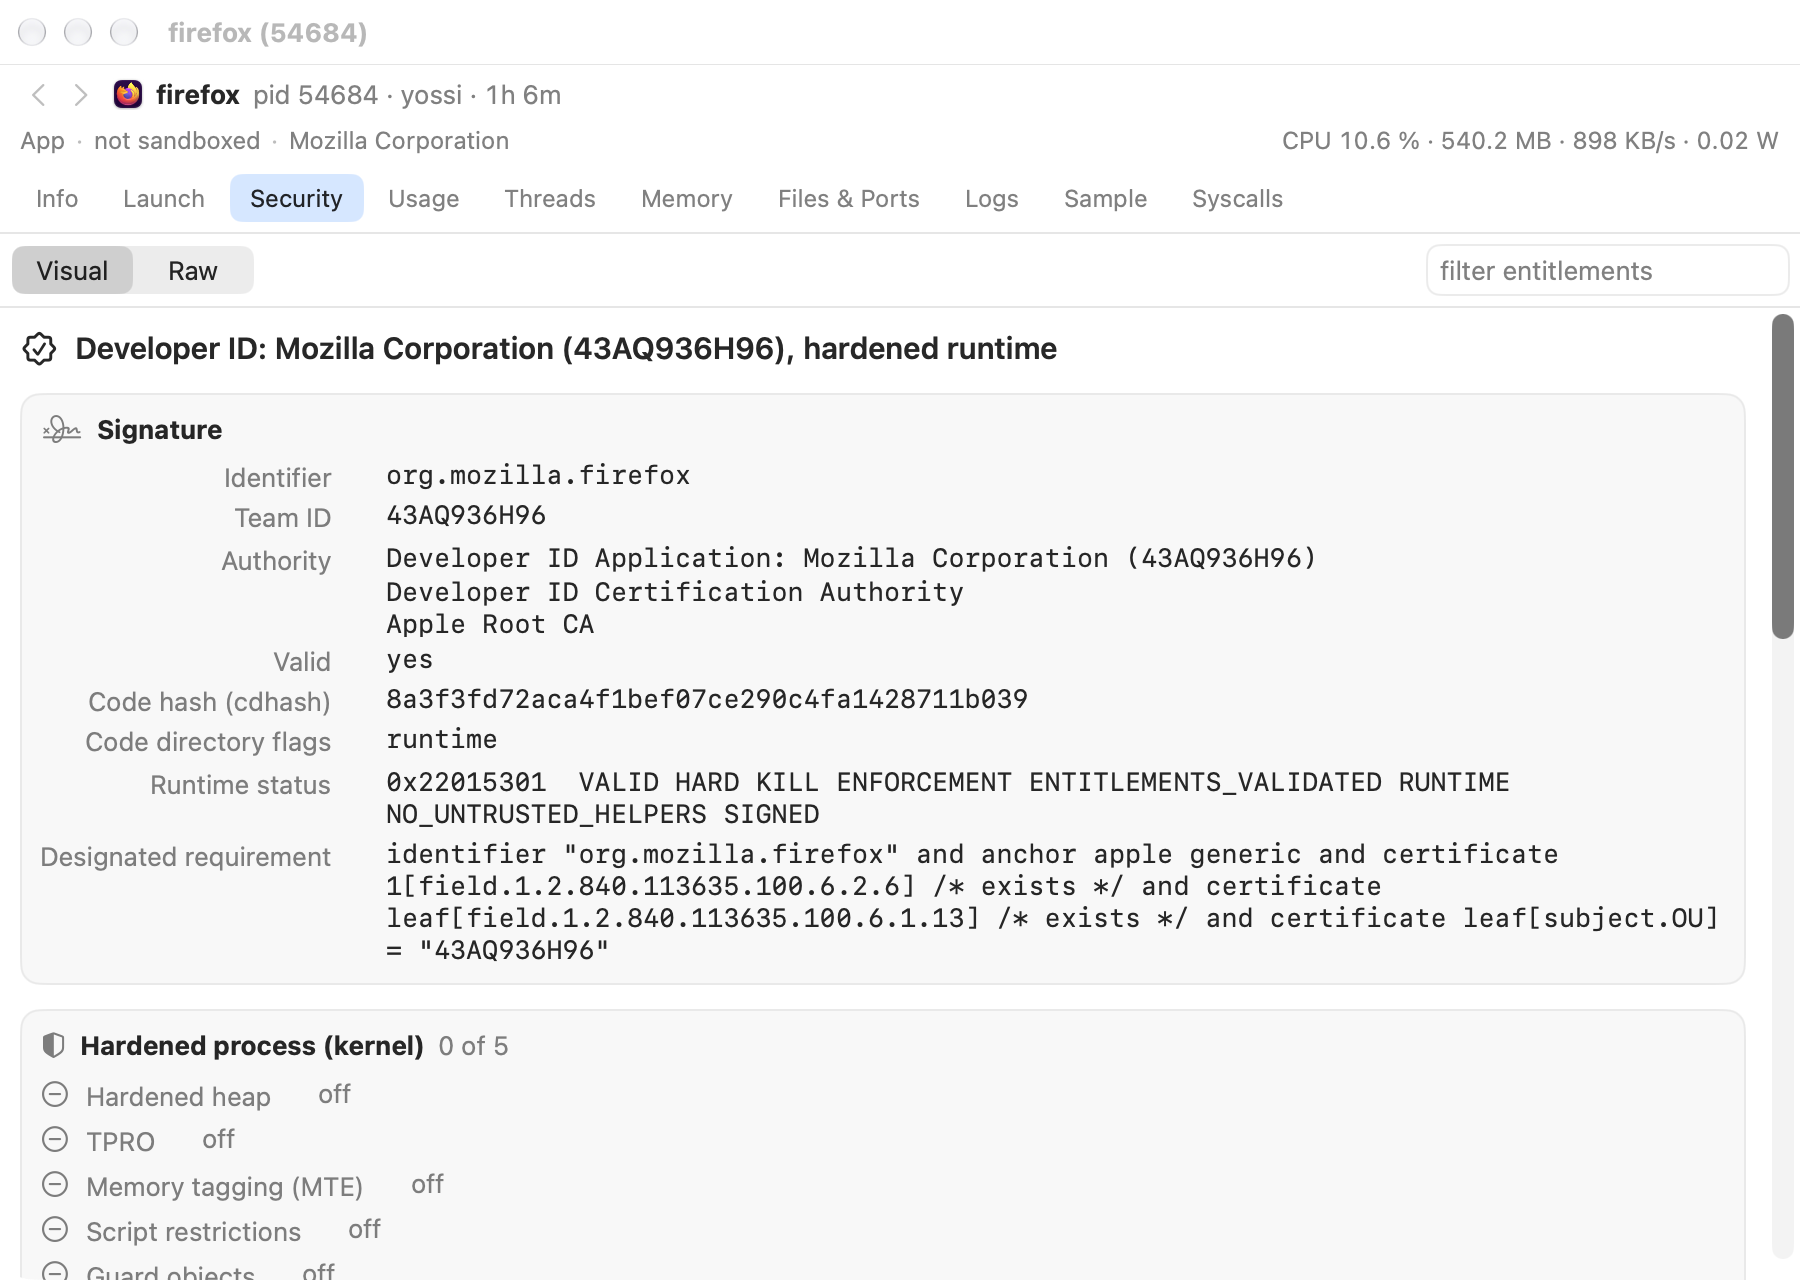 firefox (54684)
firefox pid 54684 · yossi · 1h 6m
App · not sandboxed · Mozilla Corporation
CPU 10.6 % · 540.2 MB · 898 KB/s · 0.02 W
Info Launch Security Usage Threads Memory Files & Ports Logs Sample Syscalls
Visual Raw
filter entitlements
Developer ID: Mozilla Corporation (43AQ936H96), hardened runtime
Signature
Identifier org.mozilla.firefox
Team ID 43AQ936H96
Authority Developer ID Application: Mozilla Corporation (43AQ936H96)
Developer ID Certification Authority
Apple Root CA
Valid yes
Code hash (cdhash) 8a3f3fd72aca4f1bef07ce290c4fa1428711b039
Code directory flags runtime
Runtime status 0x22015301  VALID HARD KILL ENFORCEMENT ENTITLEMENTS_VALIDATED RUNTIME
NO_UNTRUSTED_HELPERS SIGNED
Designated requirement identifier "org.mozilla.firefox" and anchor apple generic and certificate
1[field.1.2.840.113635.100.6.2.6] /* exists */ and certificate
leaf[field.1.2.840.113635.100.6.1.13] /* exists */ and certificate leaf[subject.OU]
= "43AQ936H96"
Hardened process (kernel) 0 of 5
Hardened heap off
TPRO off
Memory tagging (MTE) off
Script restrictions off
Guard objects off